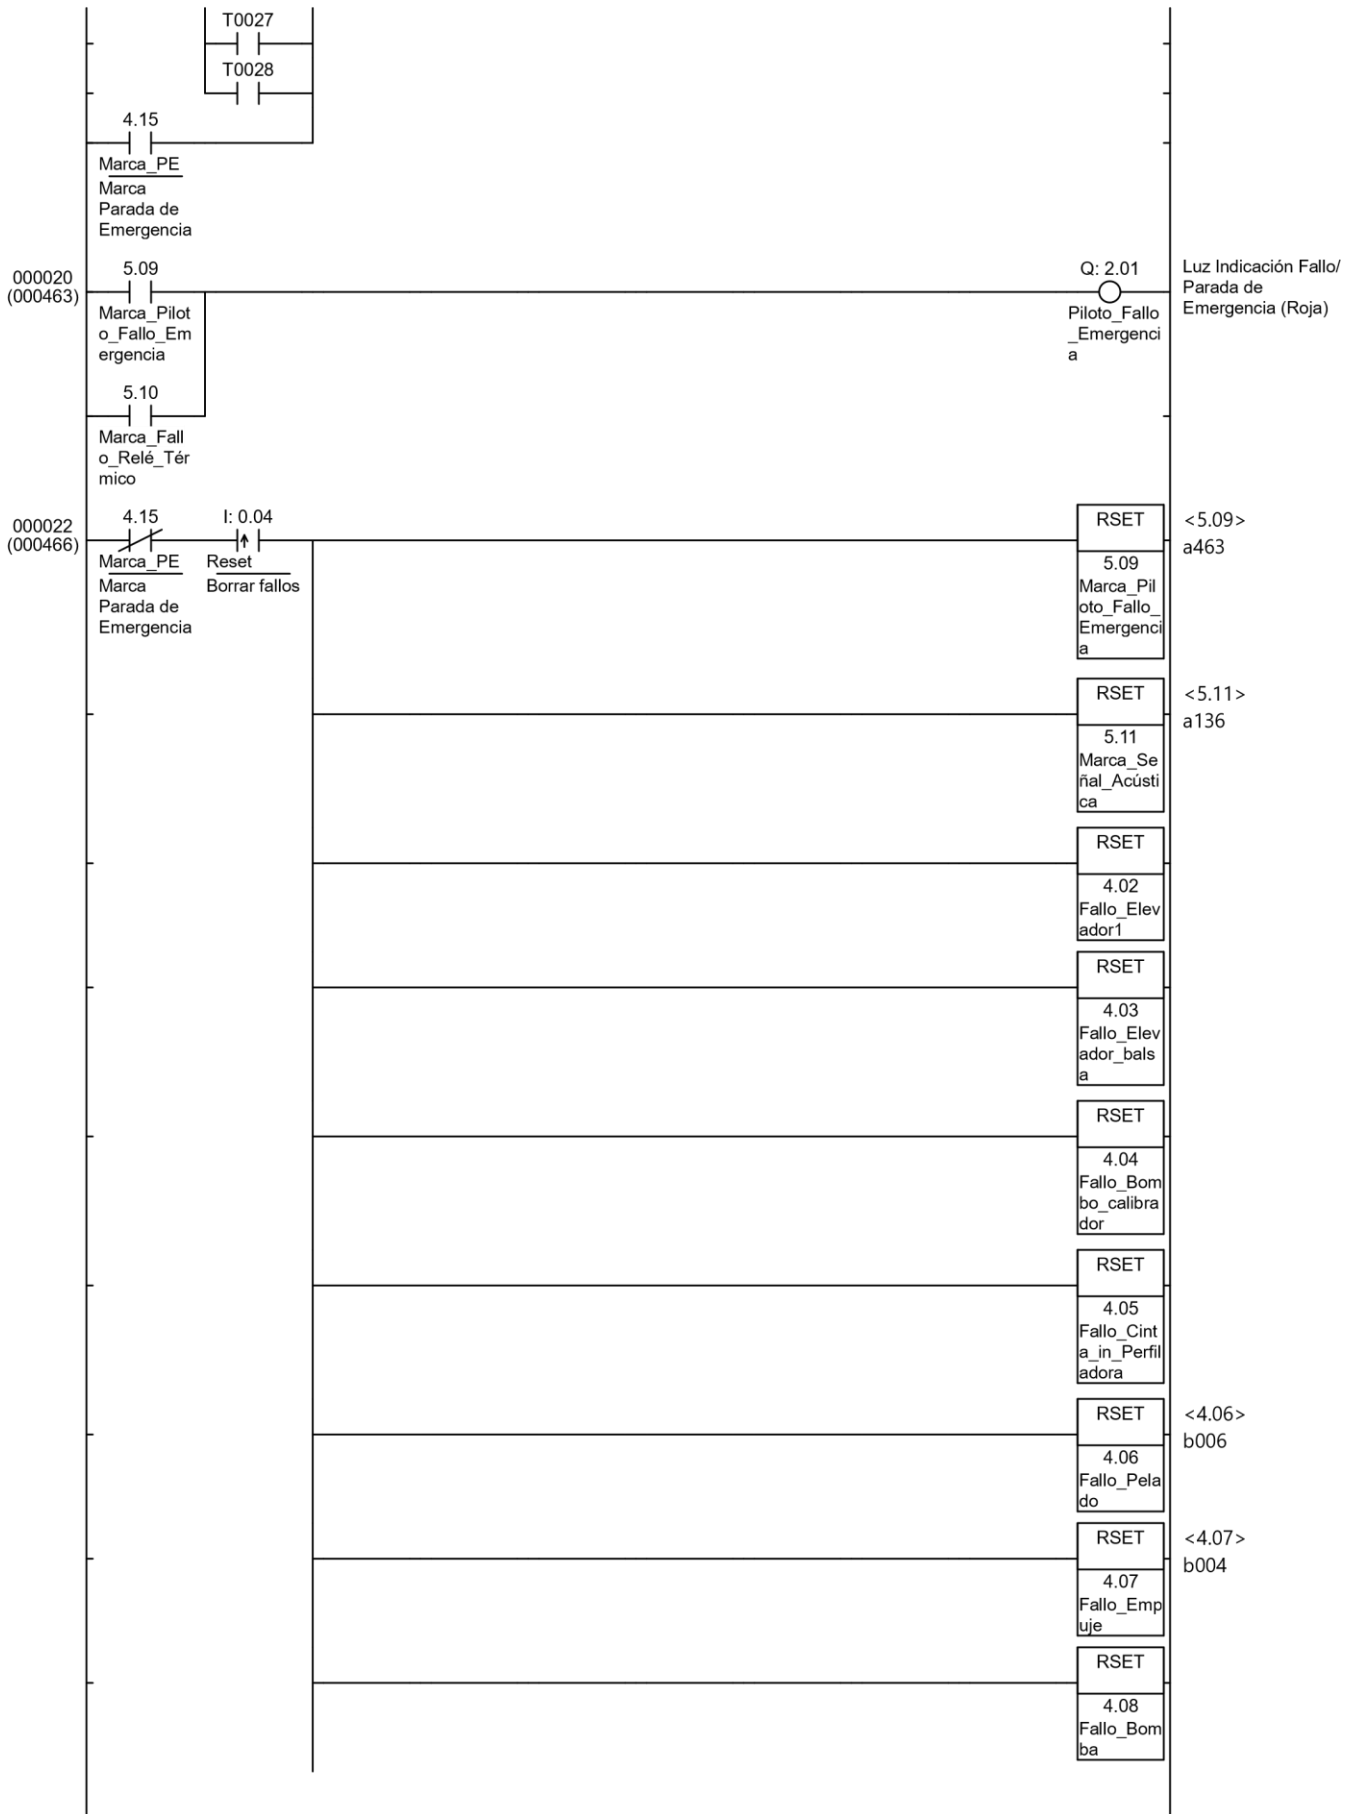 T0027
T0028
4.15
Marca_PE
Marca
Parada de
Emergencia
000020
(000463)
5.09
Marca_Pilot
o_Fallo_Em
ergencia
Q: 2.01
Piloto_Fallo
_Emergenci
a
Luz Indicación Fallo/
Parada de
Emergencia (Roja)
5.10
Marca_Fall
o_Relé_Tér
mico
000022
(000466)
4.15
Marca_PE
Marca
Parada de
Emergencia
I: 0.04
Reset
Borrar fallos
RSET
5.09
Marca_Pil
oto_Fallo_
Emergenci
a
<5.09>
a463
RSET
5.11
Marca_Se
ñal_Acústi
ca
<5.11>
a136
RSET
4.02
Fallo_Elev
ador1
RSET
4.03
Fallo_Elev
ador_bals
a
RSET
4.04
Fallo_Bom
bo_calibra
dor
RSET
4.05
Fallo_Cint
a_in_Perfil
adora
RSET
4.06
Fallo_Pela
do
<4.06>
b006
RSET
4.07
Fallo_Emp
uje
<4.07>
b004
RSET
4.08
Fallo_Bom
ba